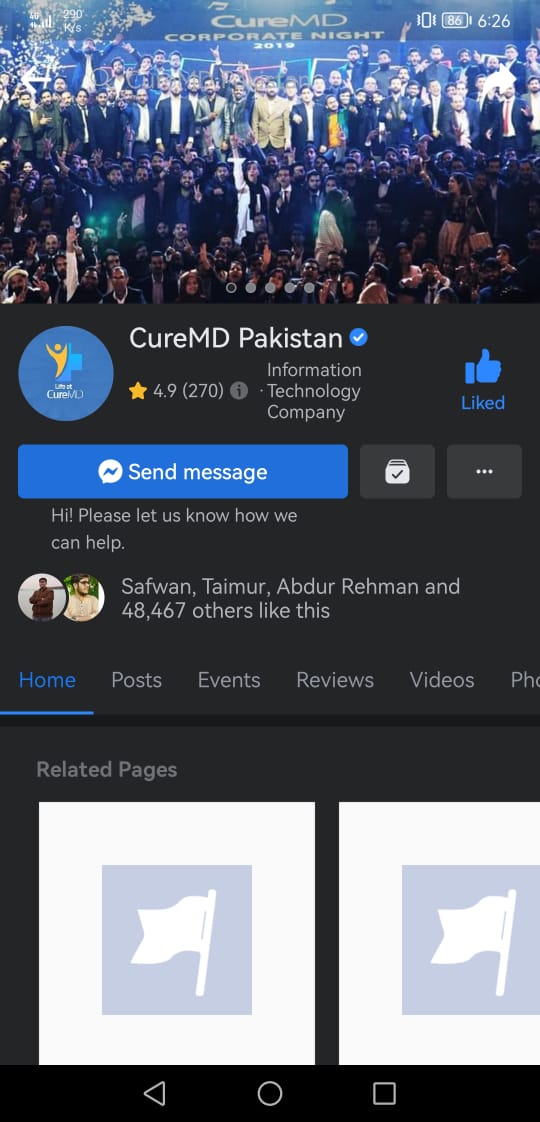 4G 290 K/s 86 6:26
CureMD
CORPORATE NIGHT
2019
CureMD Pakistan
Life at
CureMD
4.9 (270) · Information
Technology
Company
Liked
Send message
Hi! Please let us know how we
can help.
Safwan, Taimur, Abdur Rehman and
48,467 others like this
Home Posts Events Reviews Videos Pho
Related Pages